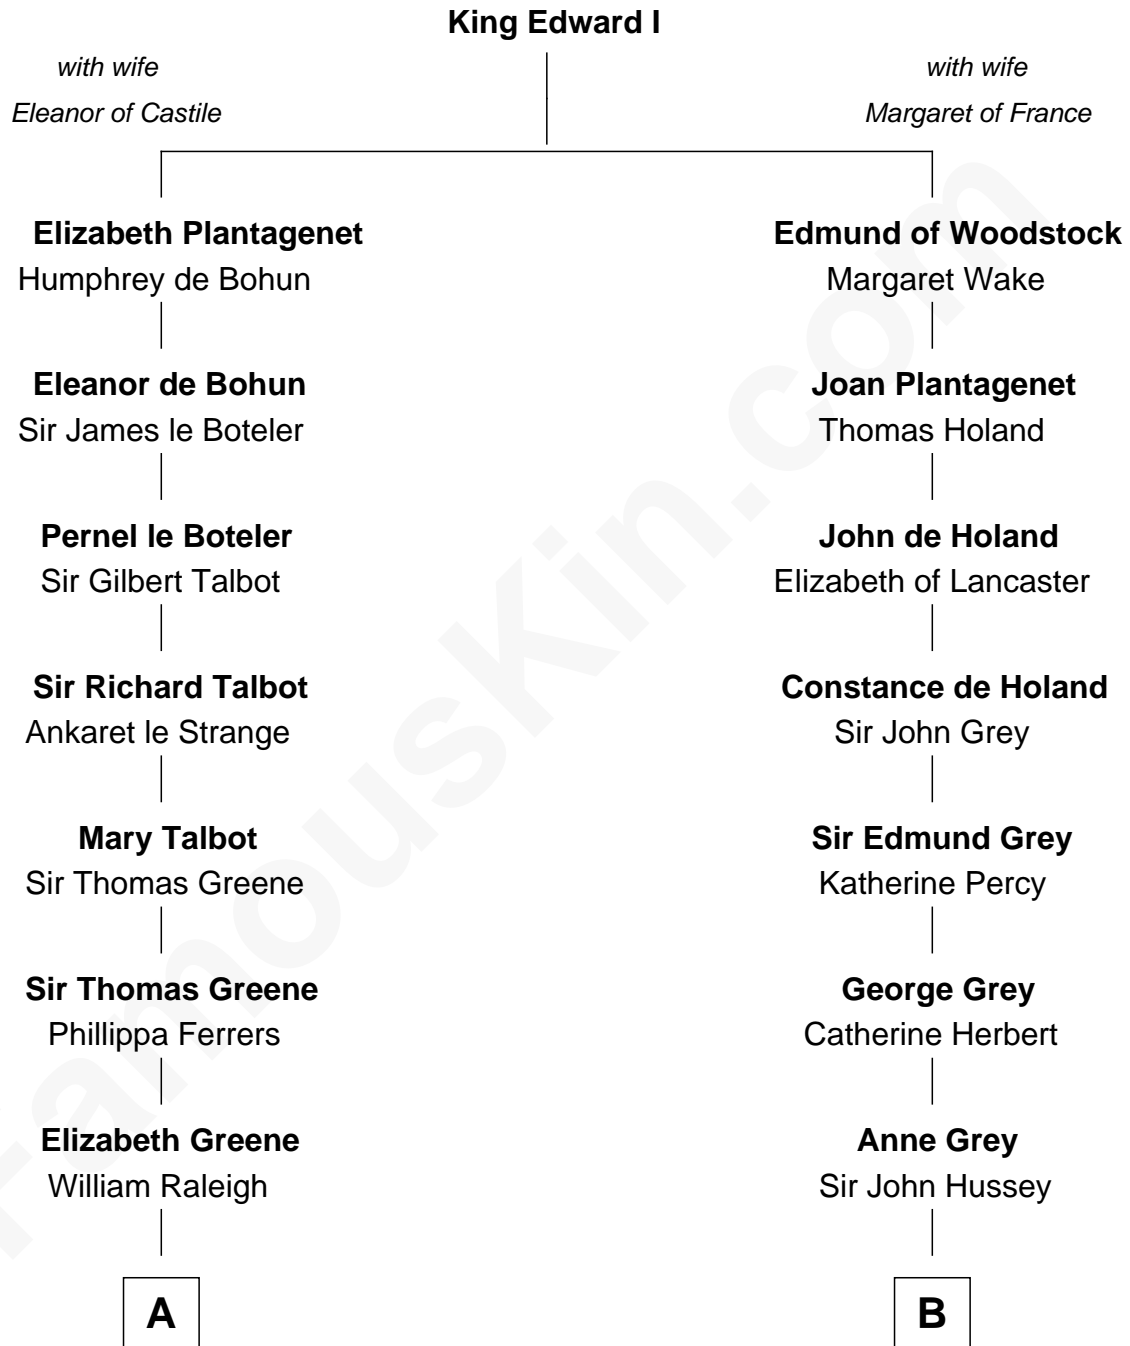 King Edward I
with wife
Eleanor of Castile
with wife
Margaret of France
Elizabeth Plantagenet
Humphrey de Bohun
Edmund of Woodstock
Margaret Wake
Eleanor de Bohun
Sir James le Boteler
Joan Plantagenet
Thomas Holand
Pernel le Boteler
Sir Gilbert Talbot
John de Holand
Elizabeth of Lancaster
Sir Richard Talbot
Ankaret le Strange
Constance de Holand
Sir John Grey
Mary Talbot
Sir Thomas Greene
Sir Edmund Grey
Katherine Percy
Sir Thomas Greene
Phillippa Ferrers
George Grey
Catherine Herbert
Elizabeth Greene
William Raleigh
Anne Grey
Sir John Hussey
A
B
FamousKin.com